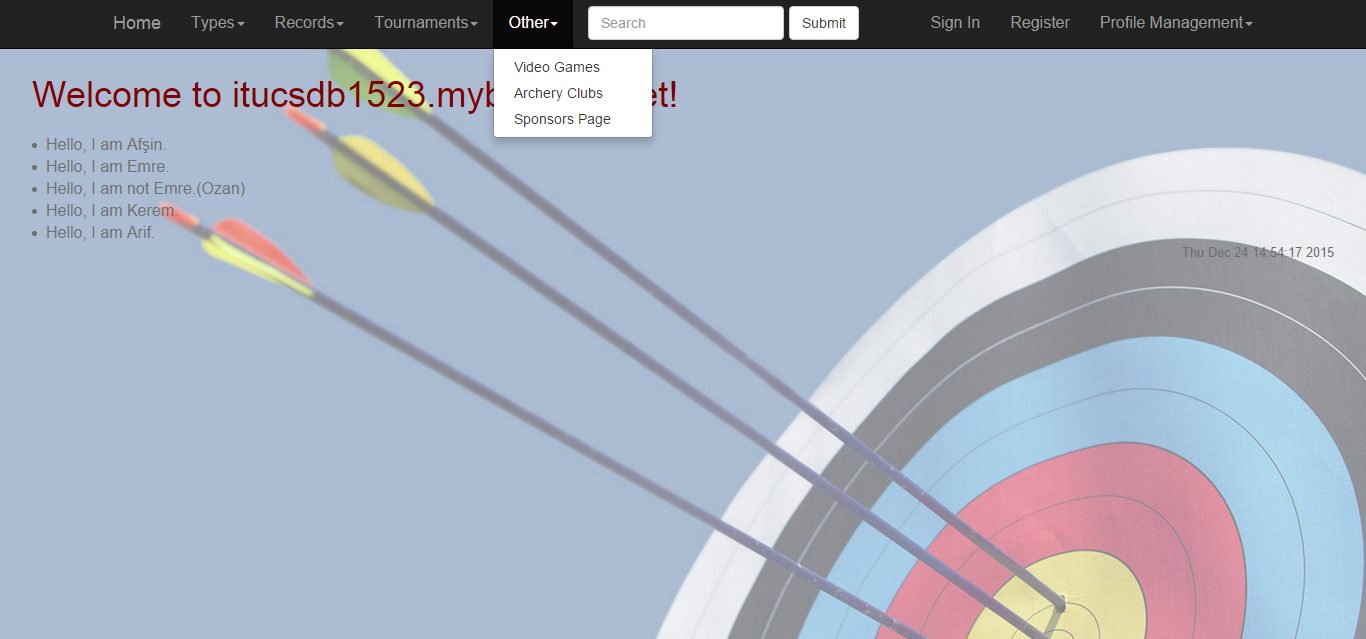 Home Types Records Tournaments Other Search Submit Sign In Register Profile Management
Video Games
Archery Clubs
Sponsors Page
Welcome to itucsdb1523.myb et!
Hello, I am Afşin.
Hello, I am Emre.
Hello, I am not Emre.(Ozan)
Hello, I am Kerem.
Hello, I am Arif.
Thu Dec 24 14:54:17 2015